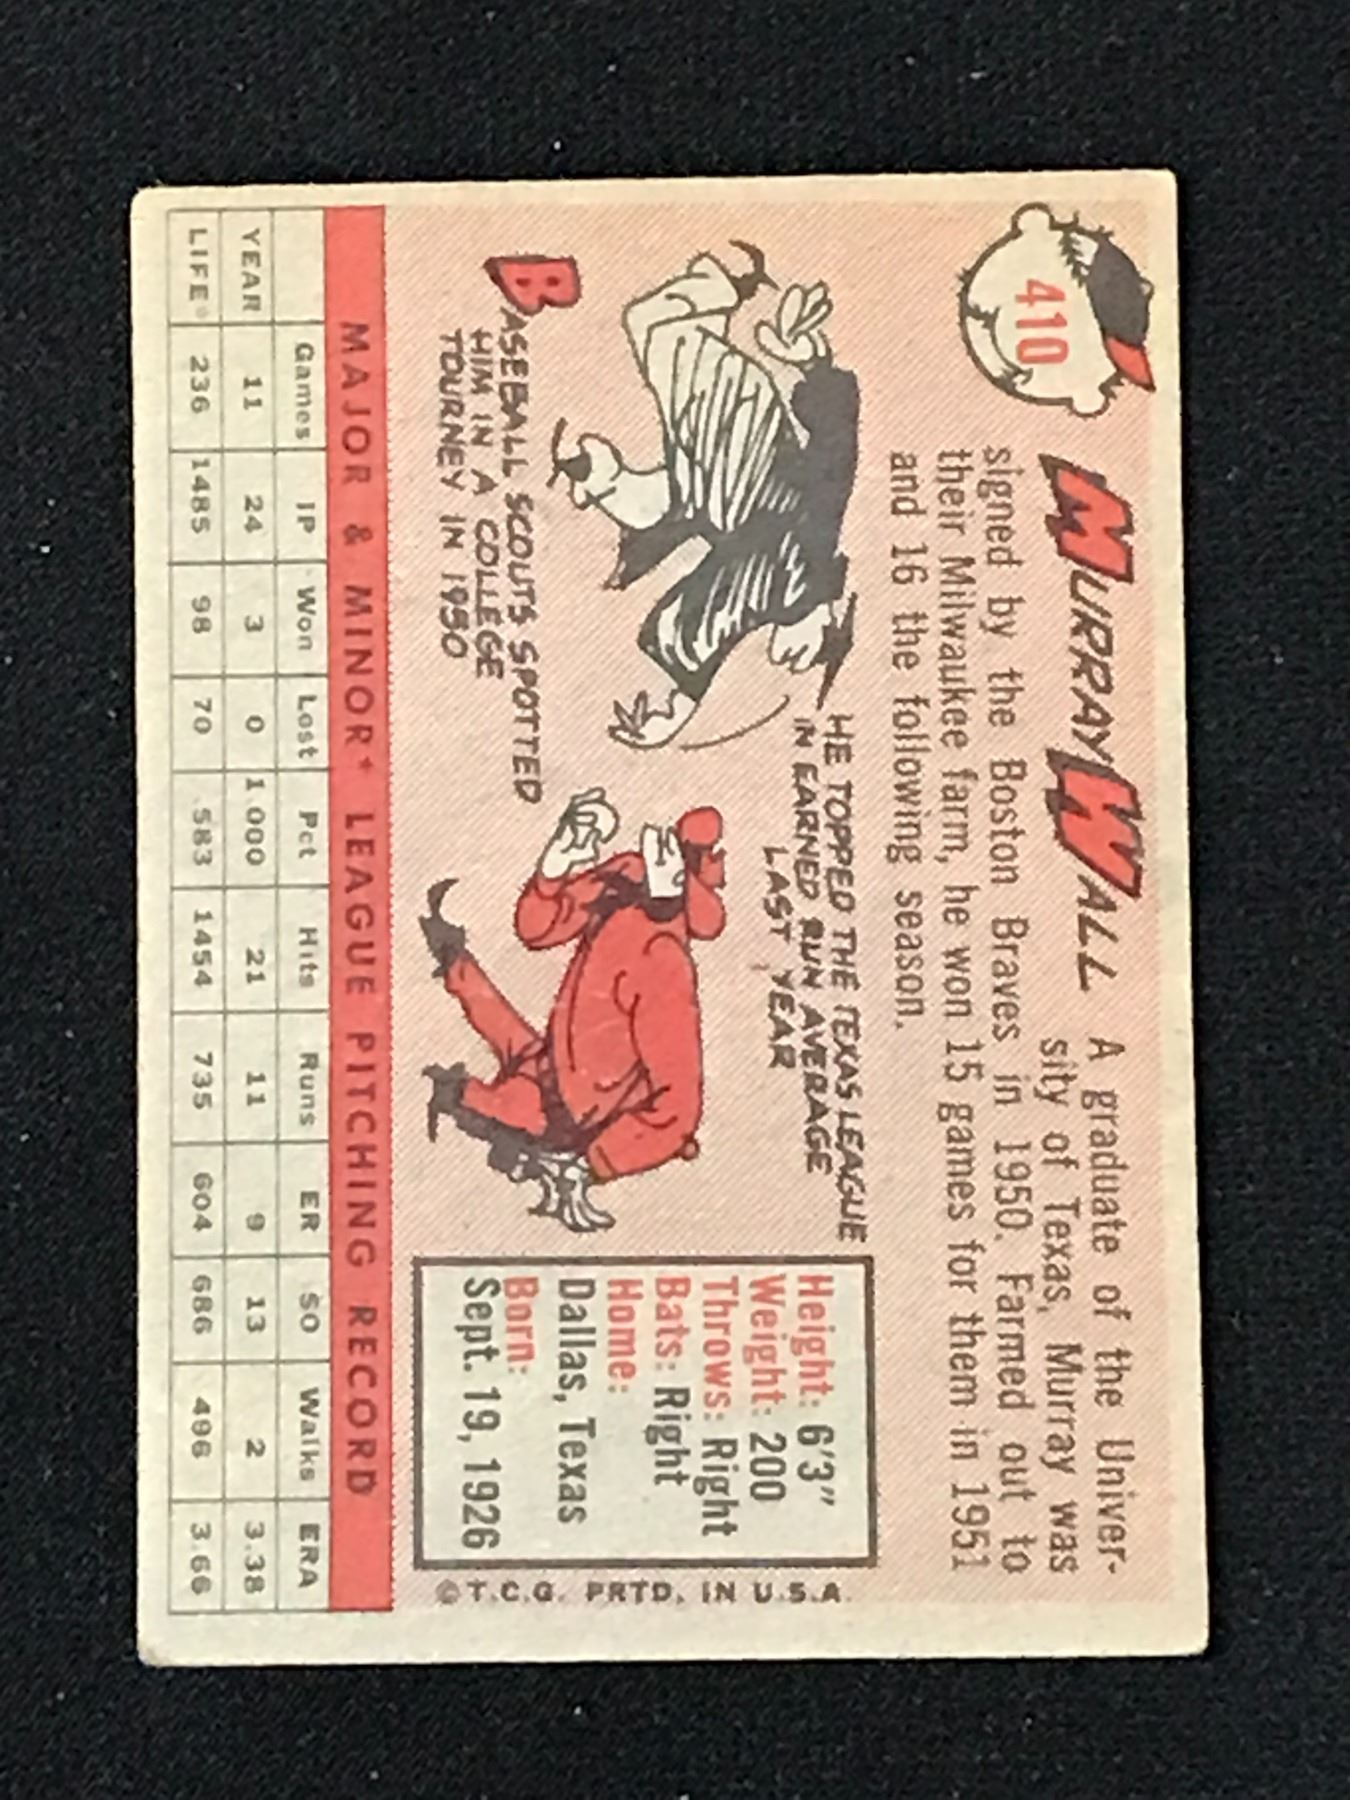 410
MURRAY WALL
A graduate of the Univer-
sity of Texas, Murray was
signed by the Boston Braves in 1950. Farmed out to
their Milwaukee farm, he won 15 games for them in 1951
and 16 the following season.
HE TOPPED THE TEXAS LEAGUE
IN EARNED RUN AVERAGE
LAST YEAR
BASEBALL SCOUTS SPOTTED
HIM IN A COLLEGE
TOURNEY IN 1950
Height: 6'3"
Weight: 200
Throws: Right
Bats: Right
Home:
Dallas, Texas
Born:
Sept. 19, 1926
©T.C.G. PRTD. IN U.S.A.
MAJOR & MINOR* LEAGUE PITCHING RECORD
Games IP Won Lost Pct Hits Runs ER SO Walks ERA
YEAR 11 24 3 0 1.000 21 11 9 13 2 3.38
LIFE* 236 1485 98 70 .583 1454 735 604 686 496 3.66